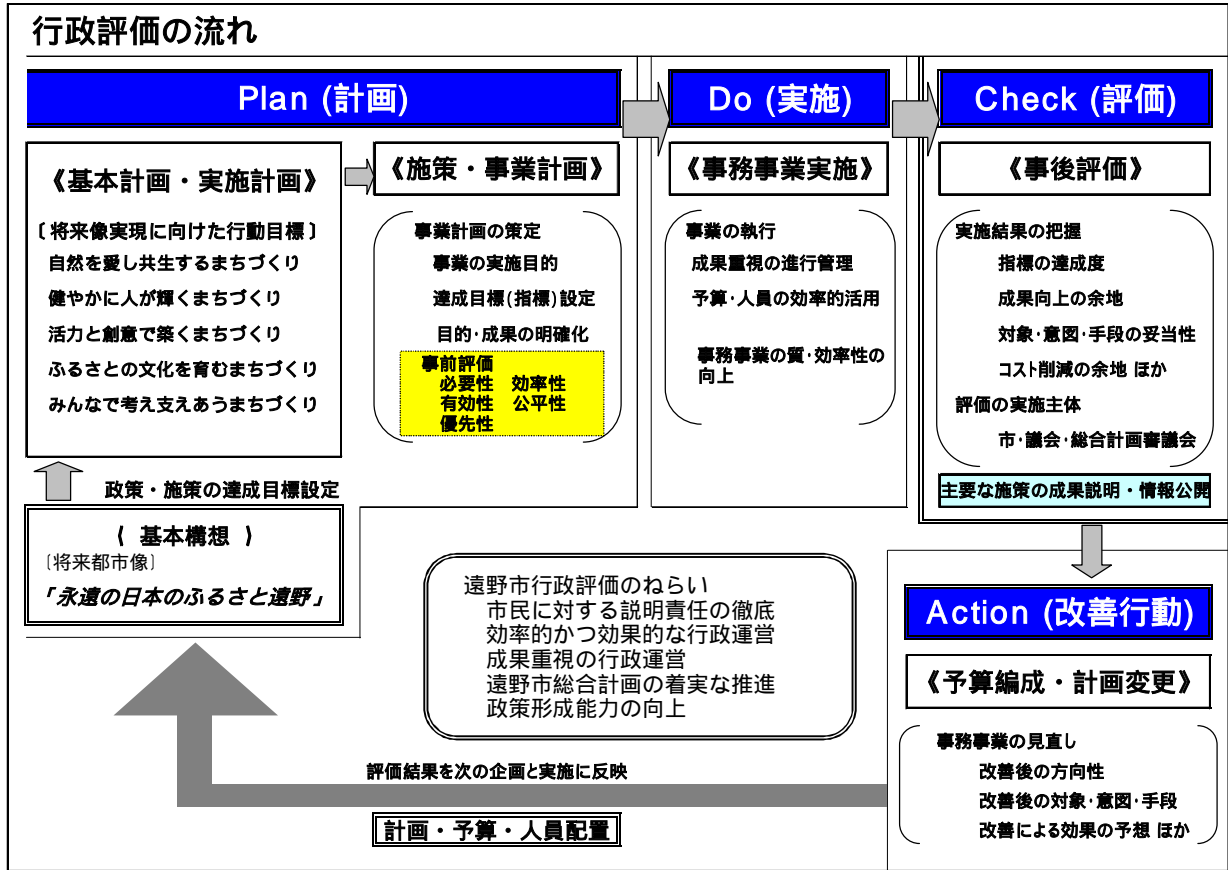 行政評価の流れ
Plan (計画)
《基本計画・実施計画》
〔将来像実現に向けた行動目標〕
自然を愛し共生するまちづくり
健やかに人が輝くまちづくり
活力と創意で築くまちづくり
ふるさとの文化を育むまちづくり
みんなで考え支えあうまちづくり
政策・施策の達成目標設定
{ 基本構想 }
〔将来都市像〕
「永遠の日本のふるさと遠野」
《施策・事業計画》
事業計画の策定
事業の実施目的
達成目標(指標)設定
目的・成果の明確化
事前評価
必要性 効率性
有効性 公平性
優先性
Do (実施)
《事務事業実施》
事業の執行
成果重視の進行管理
予算・人員の効率的活用
事務事業の質・効率性の
向上
Check (評価)
《事後評価》
実施結果の把握
指標の達成度
成果向上の余地
対象・意図・手段の妥当性
コスト削減の余地 ほか
評価の実施主体
市・議会・総合計画審議会
主要な施策の成果説明・情報公開
Action (改善行動)
《予算編成・計画変更》
事務事業の見直し
改善後の方向性
改善後の対象・意図・手段
改善による効果の予想 ほか
遠野市行政評価のねらい
市民に対する説明責任の徹底
効率的かつ効果的な行政運営
成果重視の行政運営
遠野市総合計画の着実な推進
政策形成能力の向上
評価結果を次の企画と実施に反映
計画・予算・人員配置